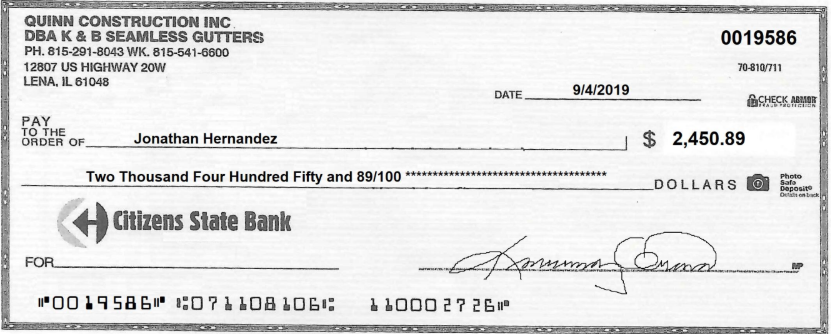 QUINN CONSTRUCTION INC.
DBA K & B SEAMLESS GUTTERS
PH. 815-291-8043 WK. 815-541-6600
12807 US HIGHWAY 20W
LENA, IL 61048
0019586
70-810/711
DATE 9/4/2019
CHECK ARMOR
FRAUD PROTECTION
PAY
TO THE
ORDER OF Jonathan Hernandez $ 2,450.89
Two Thousand Four Hundred Fifty and 89/100 ************************************* DOLLARS
Photo
Safe
Deposit®
Details on back
Citizens State Bank
FOR
MP
⑈0019586⑈ ⑆071108106⑆ 110002726⑈